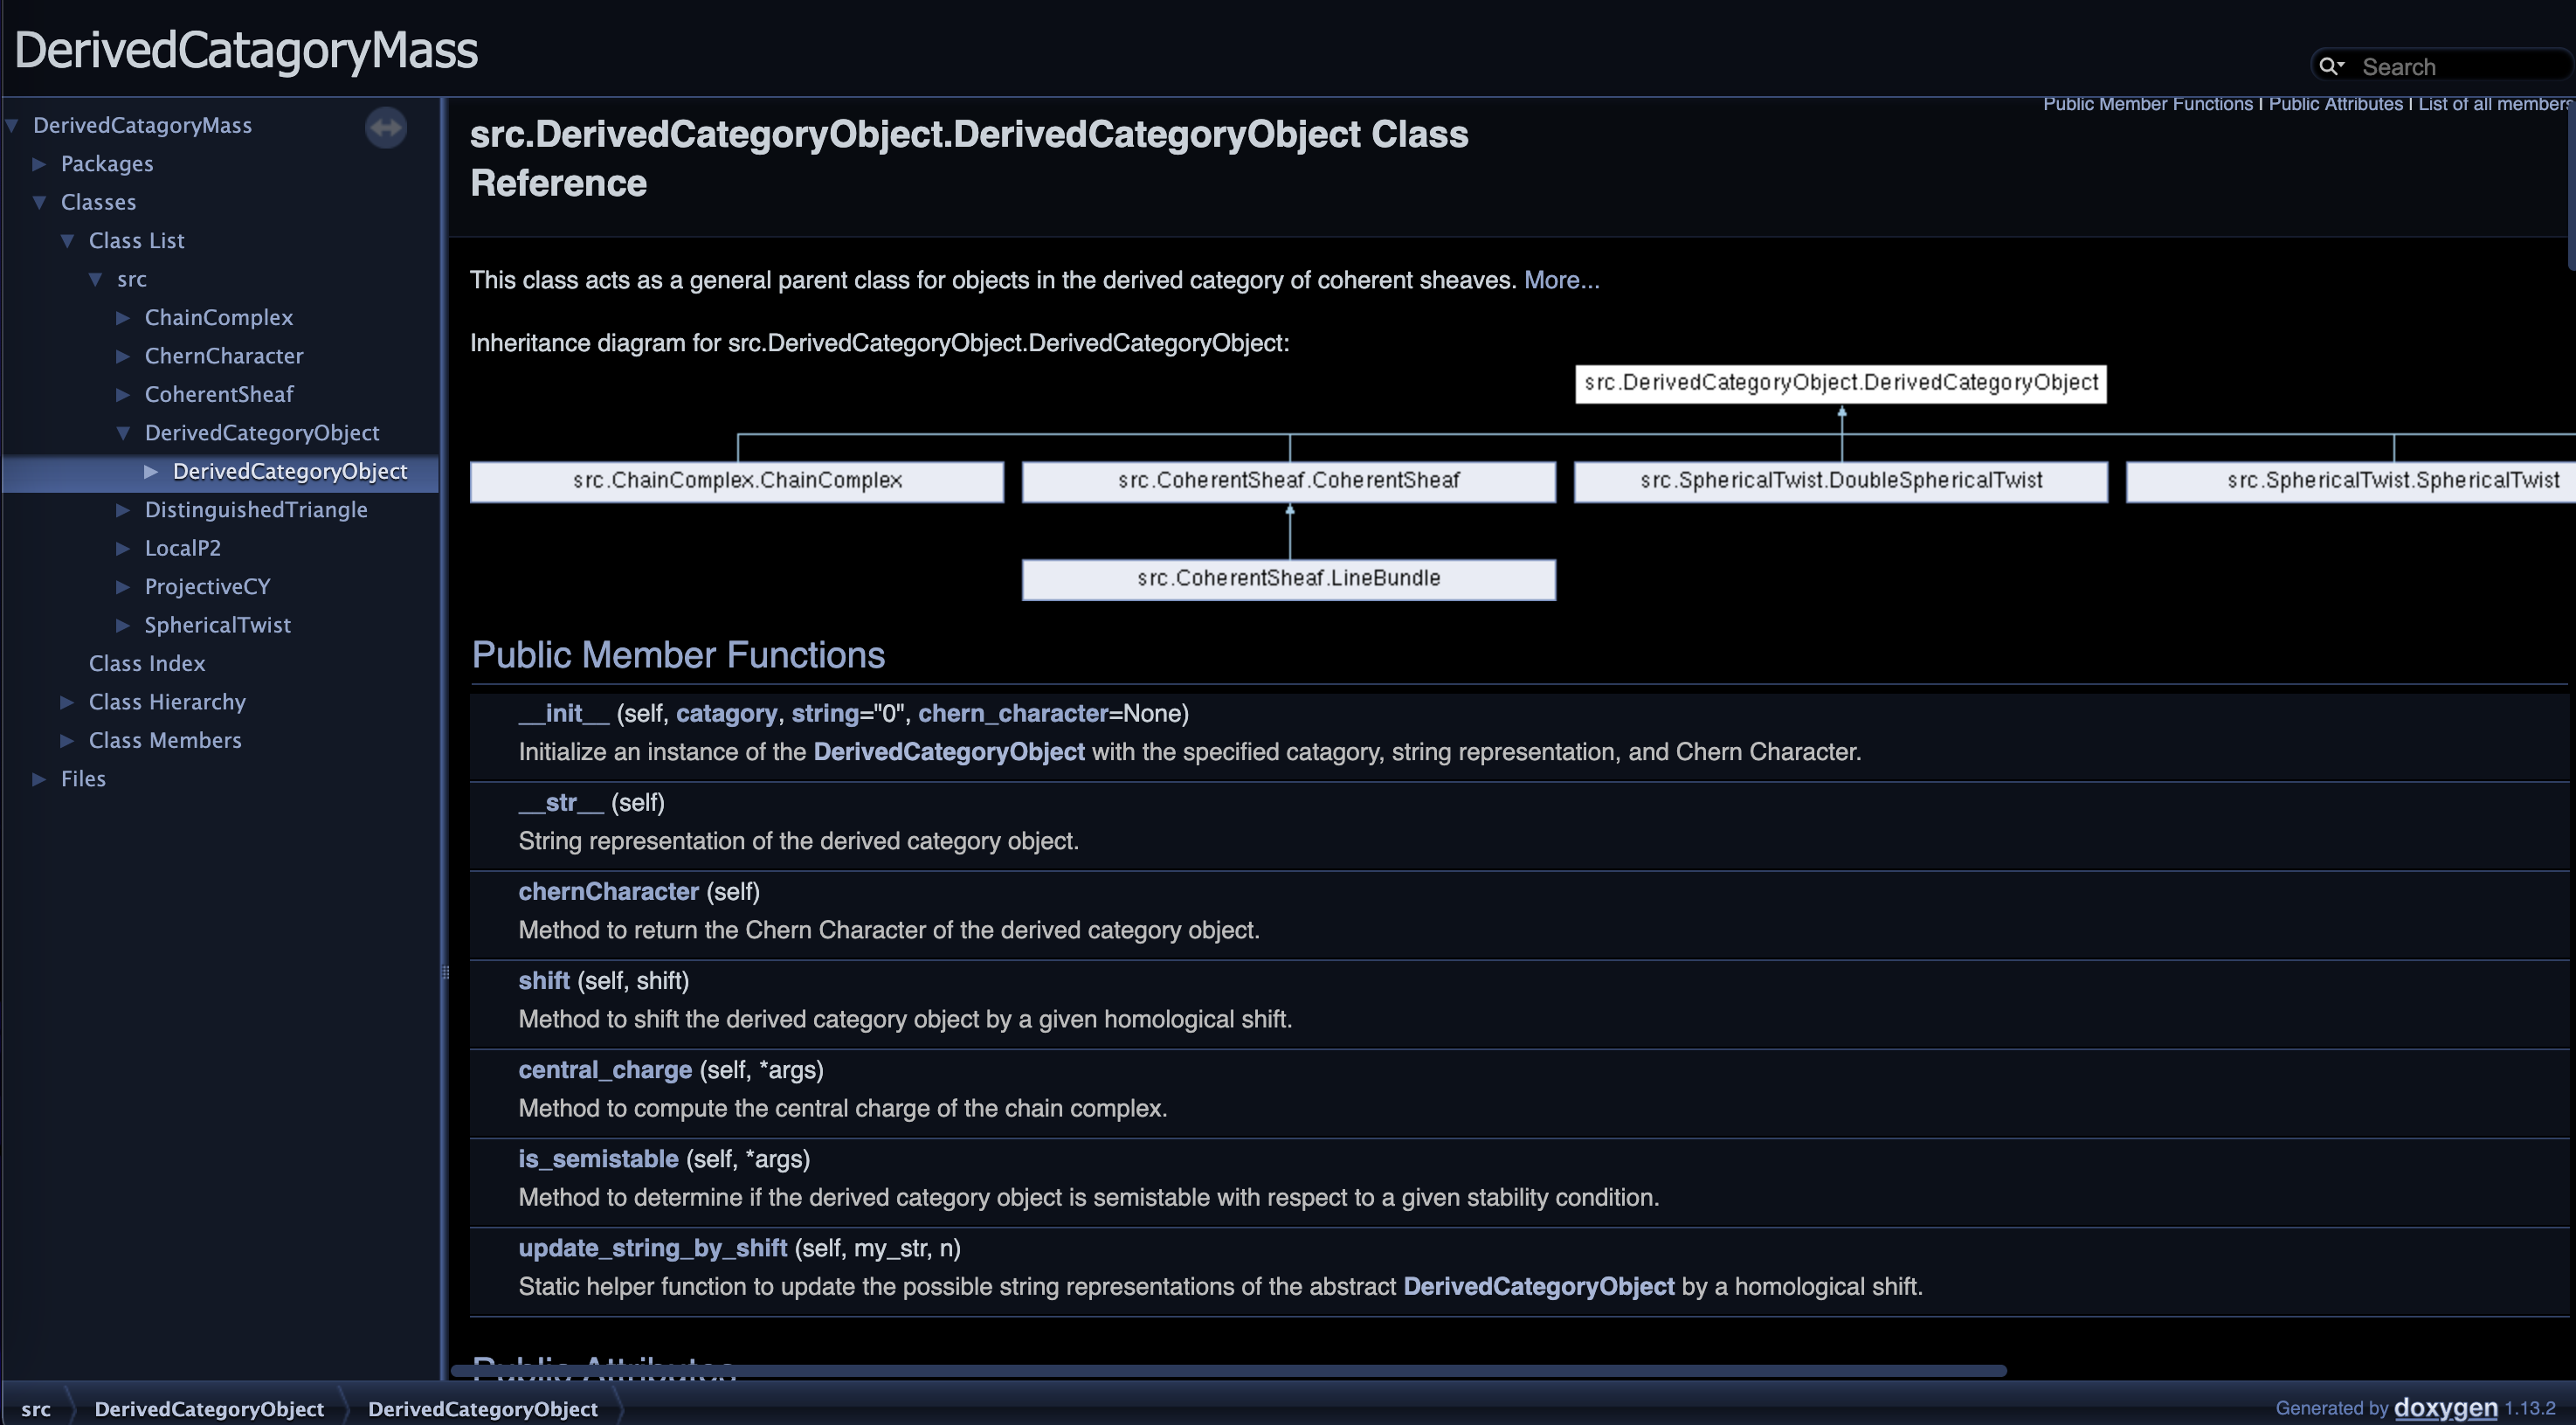 DerivedCatagoryMass
Search
DerivedCatagoryMass
Packages
Classes
Class List
src
ChainComplex
ChernCharacter
CoherentSheaf
DerivedCategoryObject
DerivedCategoryObject
DistinguishedTriangle
LocalP2
ProjectiveCY
SphericalTwist
Class Index
Class Hierarchy
Class Members
Files
Public Member Functions | Public Attributes | List of all members
src.DerivedCategoryObject.DerivedCategoryObject Class
Reference
This class acts as a general parent class for objects in the derived category of coherent sheaves. More...
Inheritance diagram for src.DerivedCategoryObject.DerivedCategoryObject:
src.DerivedCategoryObject.DerivedCategoryObject
src.ChainComplex.ChainComplex
src.CoherentSheaf.CoherentSheaf
src.SphericalTwist.DoubleSphericalTwist
src.SphericalTwist.SphericalTwist
src.CoherentSheaf.LineBundle
Public Member Functions
__init__ (self, catagory, string="0", chern_character=None)
Initialize an instance of the DerivedCategoryObject with the specified catagory, string representation, and Chern Character.
__str__ (self)
String representation of the derived category object.
chernCharacter (self)
Method to return the Chern Character of the derived category object.
shift (self, shift)
Method to shift the derived category object by a given homological shift.
central_charge (self, *args)
Method to compute the central charge of the chain complex.
is_semistable (self, *args)
Method to determine if the derived category object is semistable with respect to a given stability condition.
update_string_by_shift (self, my_str, n)
Static helper function to update the possible string representations of the abstract DerivedCategoryObject by a homological shift.
Public Attributes
src
DerivedCategoryObject
DerivedCategoryObject
Generated by doxygen 1.13.2